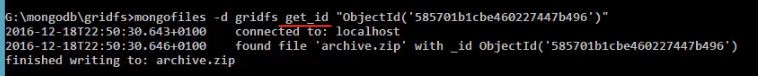 G:\mongodb\gridfs>mongofiles -d gridfs get_id "ObjectId('585701b1cbe460227447b496')"
2016-12-18T22:50:30.643+0100    connected to: localhost
2016-12-18T22:50:30.646+0100    found file 'archive.zip' with _id ObjectId('585701b1cbe460227447b496')
finished writing to: archive.zip